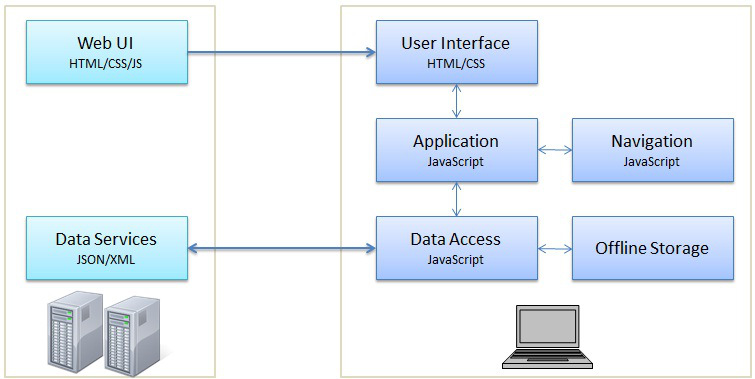 Web UI
HTML/CSS/JS
User Interface
HTML/CSS
Application
JavaScript
Navigation
JavaScript
Data Services
JSON/XML
Data Access
JavaScript
Offline Storage